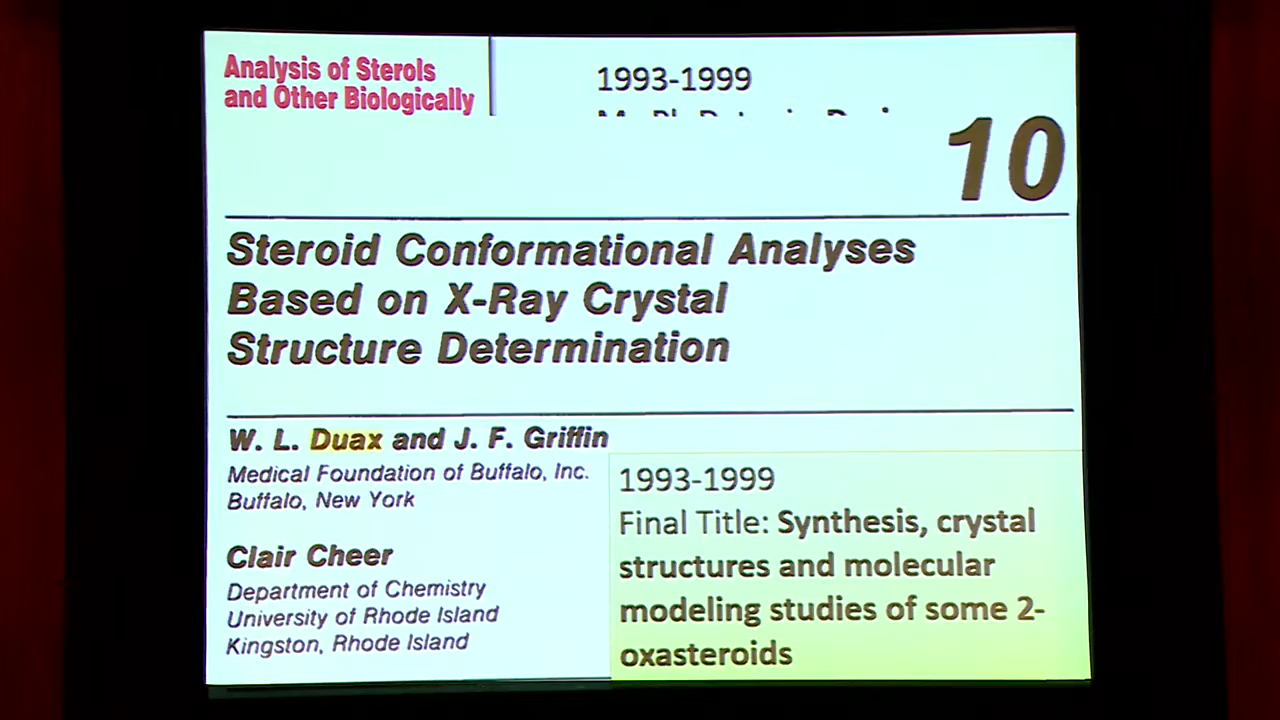 Analysis of Sterols
and Other Biologically
1993-1999
10
Steroid Conformational Analyses
Based on X-Ray Crystal
Structure Determination
W. L. Duax and J. F. Griffin
Medical Foundation of Buffalo, Inc.
Buffalo, New York
Clair Cheer
Department of Chemistry
University of Rhode Island
Kingston, Rhode Island
1993-1999
Final Title: Synthesis, crystal
structures and molecular
modeling studies of some 2-
oxasteroids